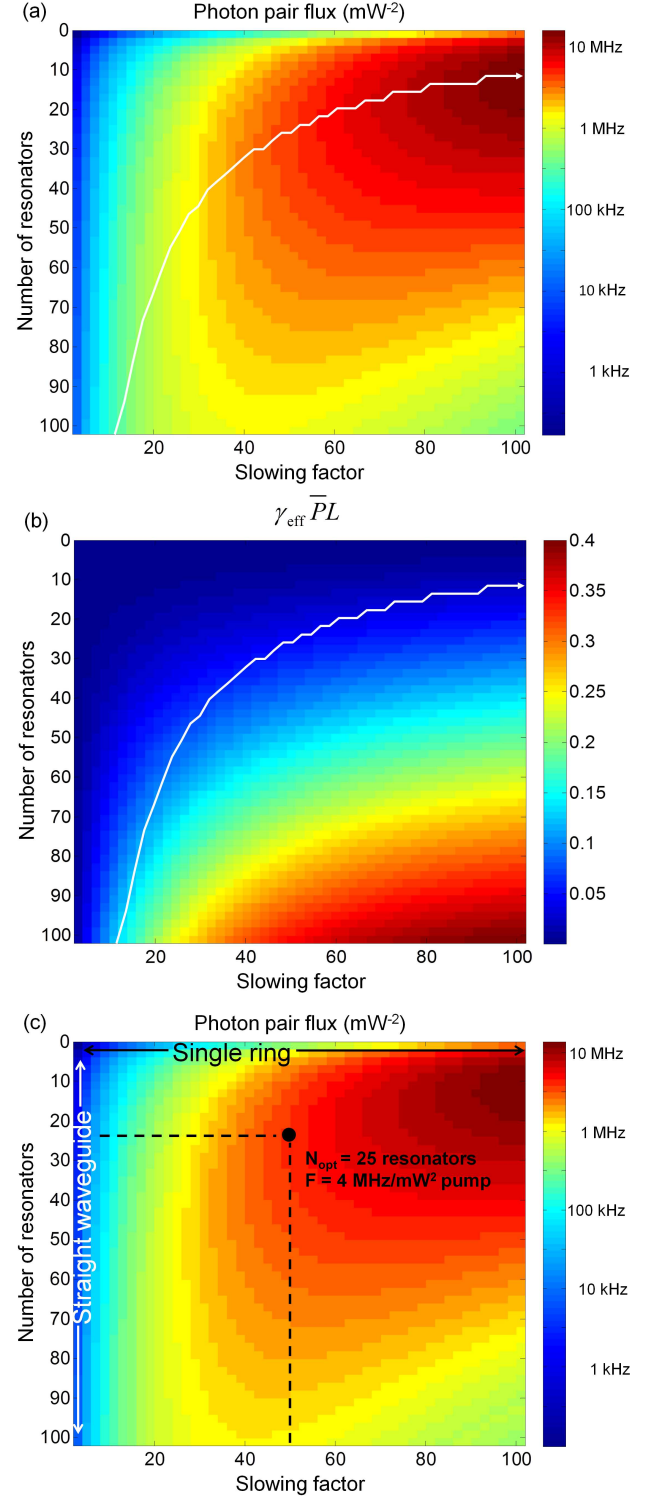 (a)
Photon pair flux (mW-2)
0
10
20
30
40
50
60
70
80
90
100
Number of resonators
20
40
60
80
100
Slowing factor
10 MHz
1 MHz
100 kHz
10 kHz
1 kHz
(b)
γeff P̅L
0
10
20
30
40
50
60
70
80
90
100
Number of resonators
20
40
60
80
100
Slowing factor
0.4
0.35
0.3
0.25
0.2
0.15
0.1
0.05
(c)
Photon pair flux (mW-2)
0
10
20
30
40
50
60
70
80
90
100
Number of resonators
Single ring
Straight waveguide
Nopt = 25 resonators
F = 4 MHz/mW2 pump
20
40
60
80
100
Slowing factor
10 MHz
1 MHz
100 kHz
10 kHz
1 kHz